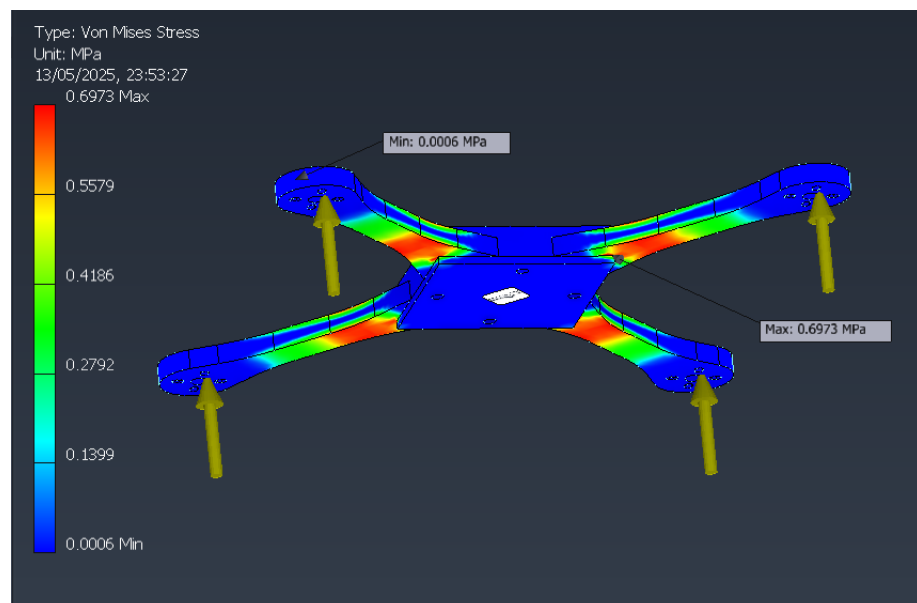 Type: Von Mises Stress
Unit: MPa
13/05/2025, 23:53:27
0.6973 Max
Min: 0.0006 MPa
0.5579
0.4186
Max: 0.6973 MPa
0.2792
0.1399
0.0006 Min